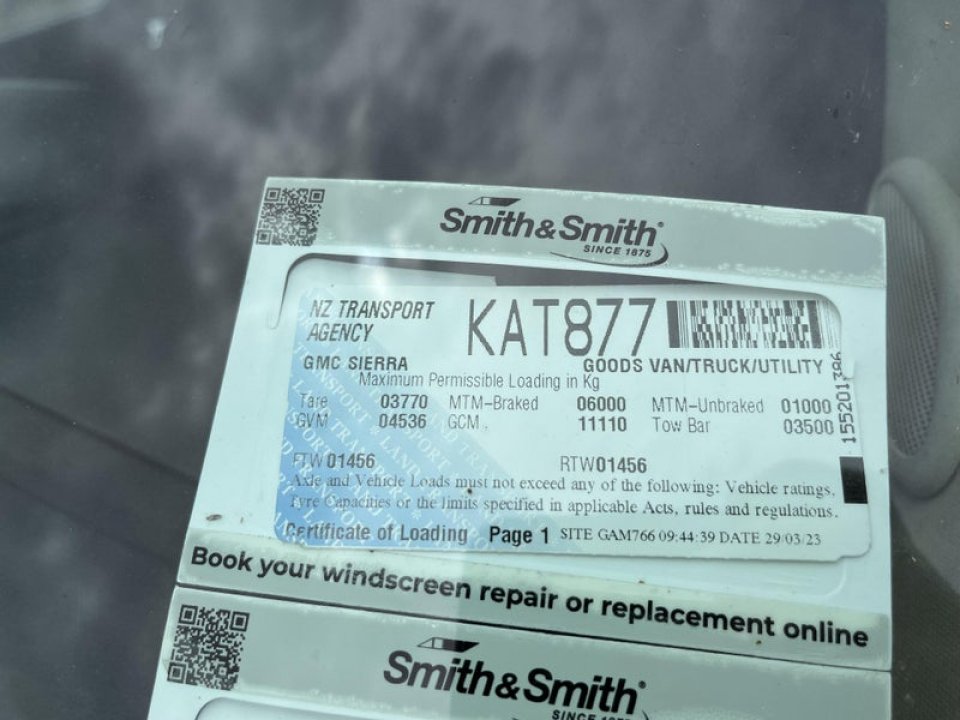 Smith&Smith®
SINCE 1875
NZ TRANSPORT AGENCY KAT877
GMC SIERRA GOODS VAN/TRUCK/UTILITY
Maximum Permissible Loading in Kg
Tare 03770 MTM-Braked 06000 MTM-Unbraked 01000
GVM 04536 GCM. 11110 Tow Bar 03500
RTW01456
Axle and Vehicle Loads must not exceed any of the following: Vehicle ratings,
Tyre Capacities or the limits specified in applicable Acts, rules and regulations.
Certificate of Loading Page 1 SITE GAM766 09:44:39 DATE 29/03/23
Book your windscreen repair or replacement online
Smith&Smith®
SINCE 1875